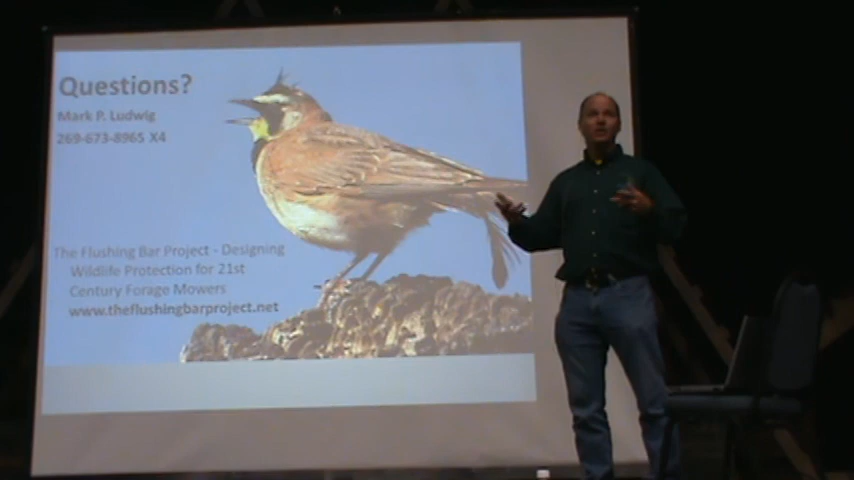 Questions?
Mark P. Ludwig
269-673-8965 X4
The Flushing Bar Project - Designing
Wildlife Protection for 21st
Century Forage Mowers
www.theflushingbarproject.net